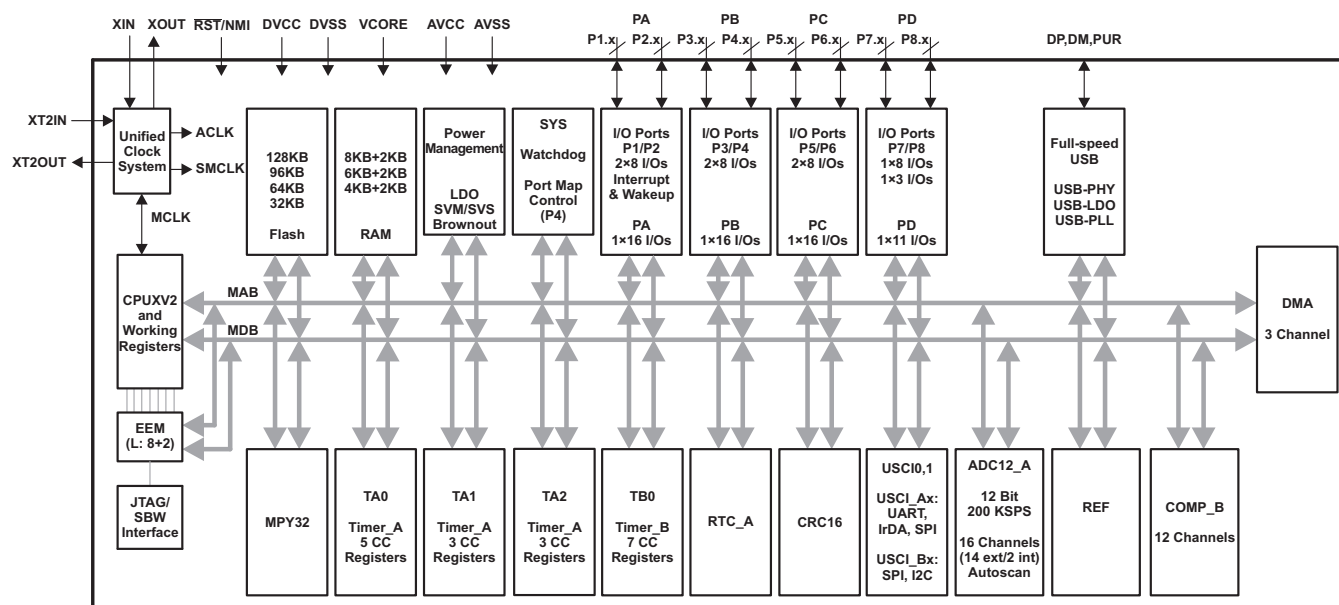 XIN
XOUT
RST/NMI
DVCC
DVSS
VCORE
AVCC
AVSS
PA
P1.x
P2.x
PB
P3.x
P4.x
PC
P5.x
P6.x
PD
P7.x
P8.x
DP,DM,PUR
XT2IN
XT2OUT
Unified
Clock
System
ACLK
SMCLK
MCLK
128KB
96KB
64KB
32KB
Flash
8KB+2KB
6KB+2KB
4KB+2KB
RAM
Power
Management
LDO
SVM/SVS
Brownout
SYS
Watchdog
Port Map
Control
(P4)
I/O Ports
P1/P2
2×8 I/Os
Interrupt
& Wakeup
PA
1×16 I/Os
I/O Ports
P3/P4
2×8 I/Os
PB
1×16 I/Os
I/O Ports
P5/P6
2×8 I/Os
PC
1×16 I/Os
I/O Ports
P7/P8
1×8 I/Os
1×3 I/Os
PD
1×11 I/Os
Full-speed
USB
USB-PHY
USB-LDO
USB-PLL
CPUXV2
and
Working
Registers
MAB
MDB
DMA
3 Channel
EEM
(L: 8+2)
JTAG/
SBW
Interface
MPY32
TA0
Timer_A
5 CC
Registers
TA1
Timer_A
3 CC
Registers
TA2
Timer_A
3 CC
Registers
TB0
Timer_B
7 CC
Registers
RTC_A
CRC16
USCI0,1
USCI_Ax:
UART,
IrDA, SPI
USCI_Bx:
SPI, I2C
ADC12_A
12 Bit
200 KSPS
16 Channels
(14 ext/2 int)
Autoscan
REF
COMP_B
12 Channels